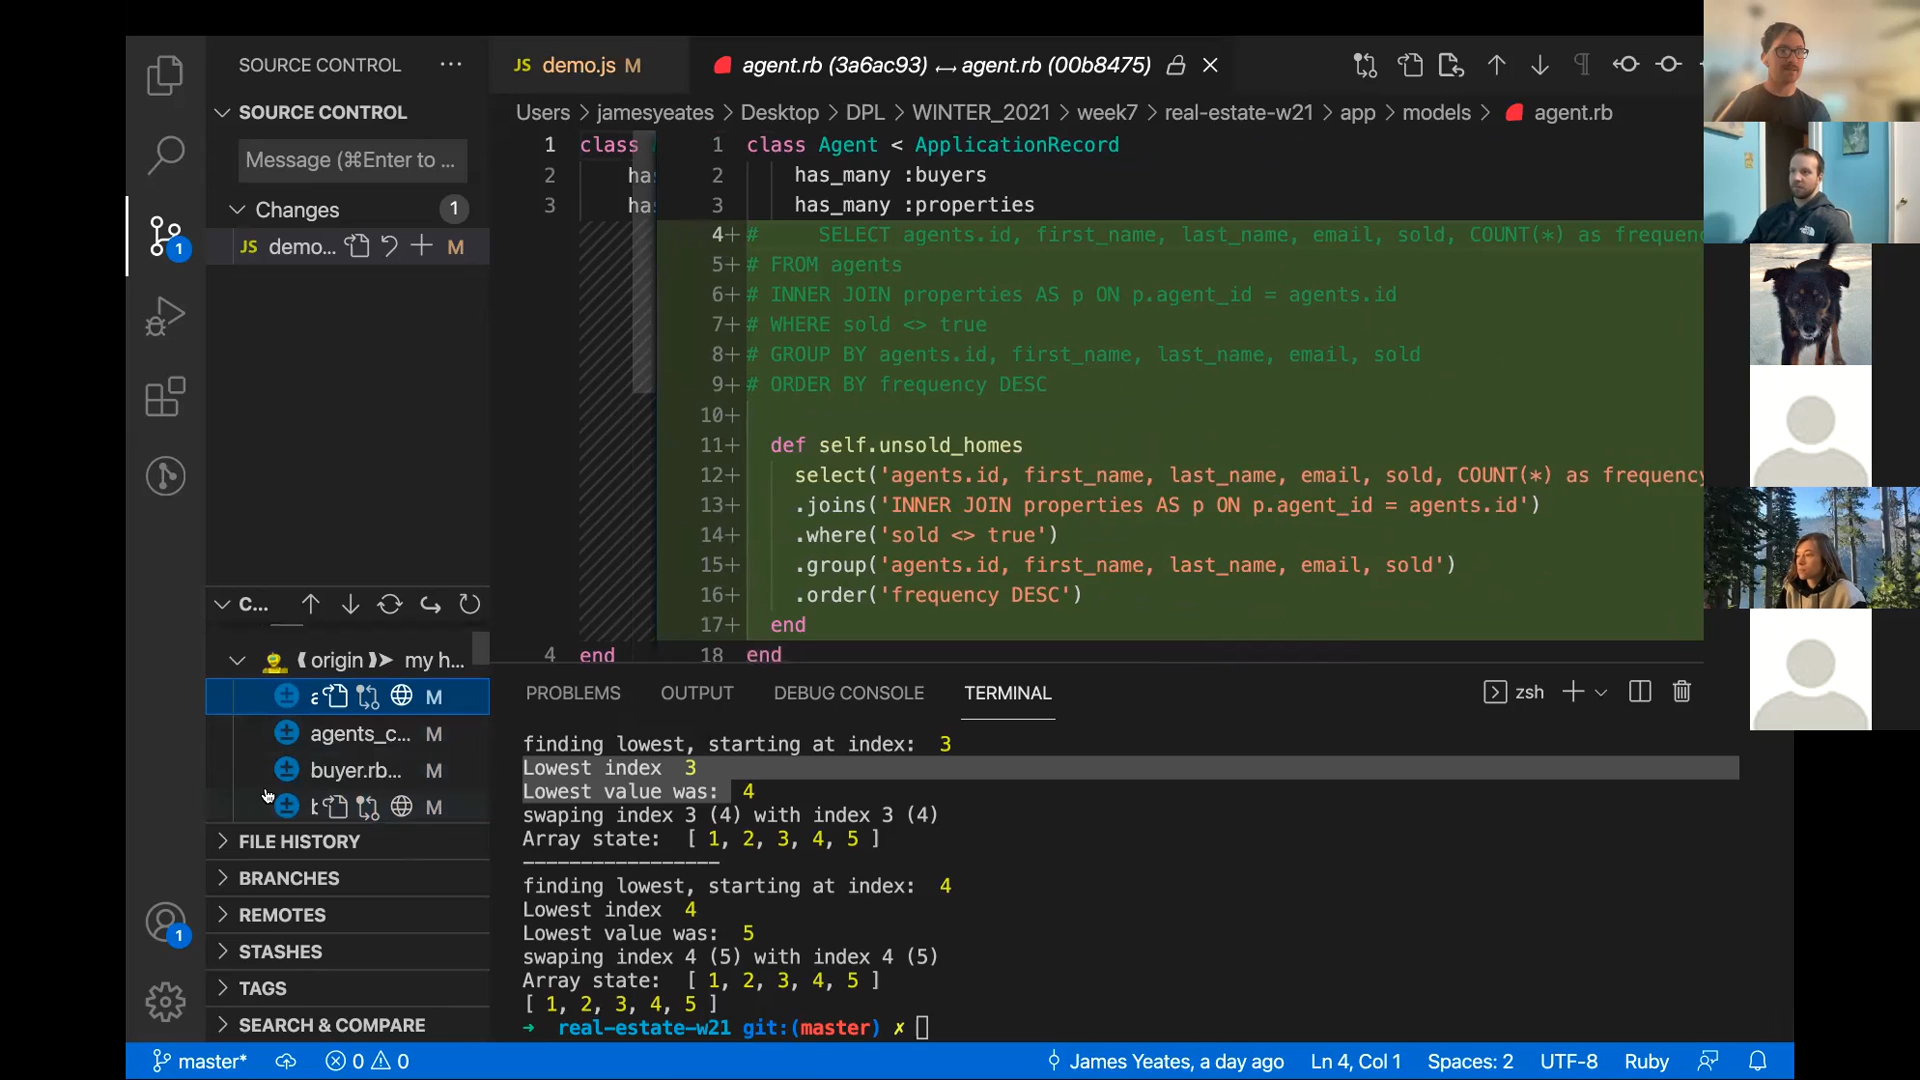 SOURCE CONTROL ...
JS demo.js M
agent.rb (3a6ac93) ↔ agent.rb (00b8475)
SOURCE CONTROL
Users > jamesyeates > Desktop > DPL > WINTER_2021 > week7 > real-estate-w21 > app > models > agent.rb
Message (⌘Enter to ...
Changes 1
JS demo... M
1
1 class
2 has
3 has
4 end
1 class Agent < ApplicationRecord
2 has_many :buyers
3 has_many :properties
4+ # SELECT agents.id, first_name, last_name, email, sold, COUNT(*) as frequenc
5+ # FROM agents
6+ # INNER JOIN properties AS p ON p.agent_id = agents.id
7+ # WHERE sold <> true
8+ # GROUP BY agents.id, first_name, last_name, email, sold
9+ # ORDER BY frequency DESC
10+
11+ def self.unsold_homes
12+ select('agents.id, first_name, last_name, email, sold, COUNT(*) as frequency
13+ .joins('INNER JOIN properties AS p ON p.agent_id = agents.id')
14+ .where('sold <> true')
15+ .group('agents.id, first_name, last_name, email, sold')
16+ .order('frequency DESC')
17+ end
18 end
C...
origin my h...
a M
agents_c... M
buyer.rb... M
M
FILE HISTORY
BRANCHES
REMOTES
STASHES
TAGS
SEARCH & COMPARE
1
PROBLEMS OUTPUT DEBUG CONSOLE TERMINAL zsh
finding lowest, starting at index: 3
Lowest index 3
Lowest value was: 4
swaping index 3 (4) with index 3 (4)
Array state: [ 1, 2, 3, 4, 5 ]
-----------------
finding lowest, starting at index: 4
Lowest index 4
Lowest value was: 5
swaping index 4 (5) with index 4 (5)
Array state: [ 1, 2, 3, 4, 5 ]
[ 1, 2, 3, 4, 5 ]
➜ real-estate-w21 git:(master) ✗
master* 0 0 James Yeates, a day ago Ln 4, Col 1 Spaces: 2 UTF-8 Ruby